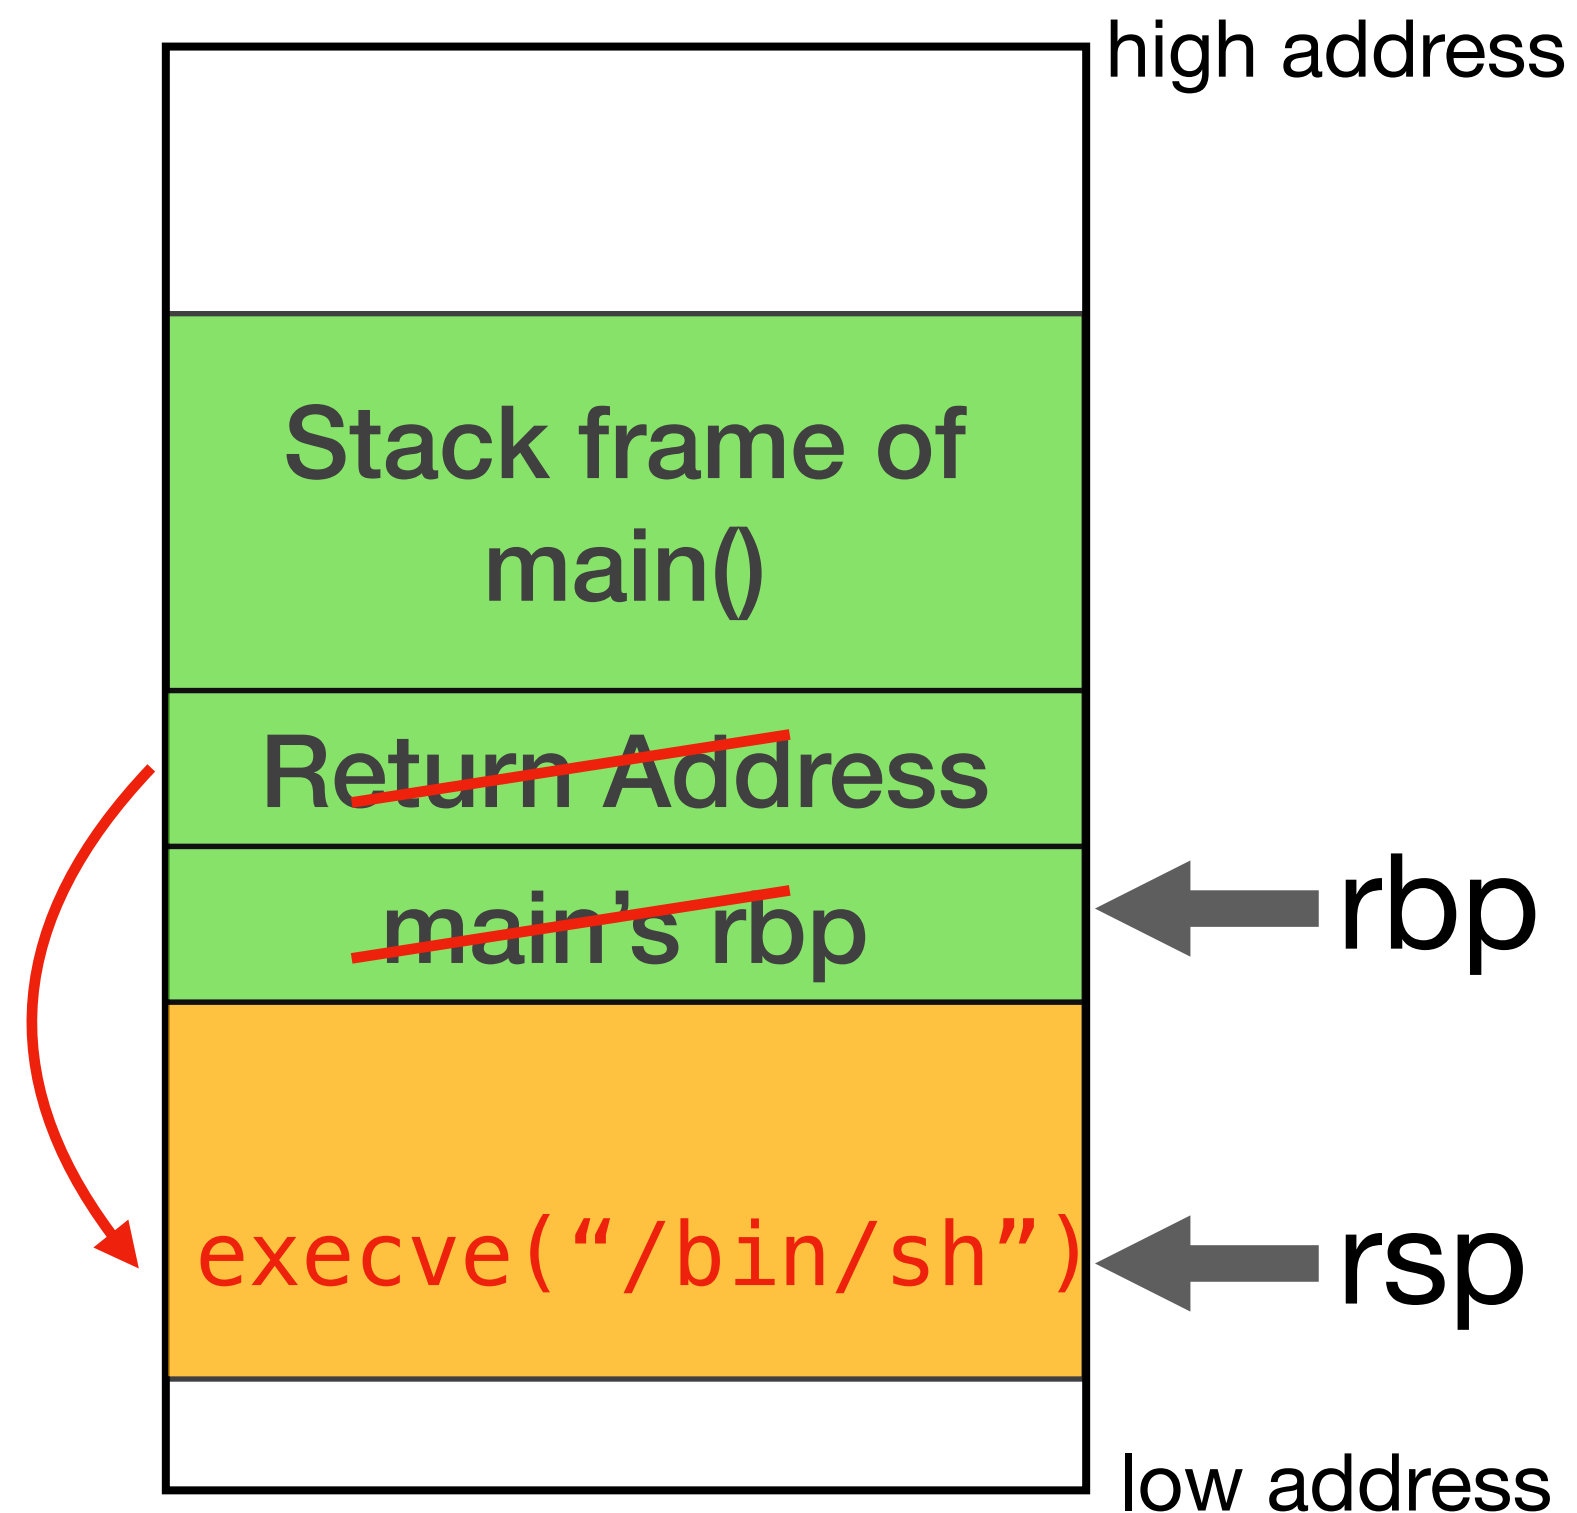 high address
Stack frame of
main()
Return Address
main’s rbp
rbp
execve(“/bin/sh”)
rsp
low address